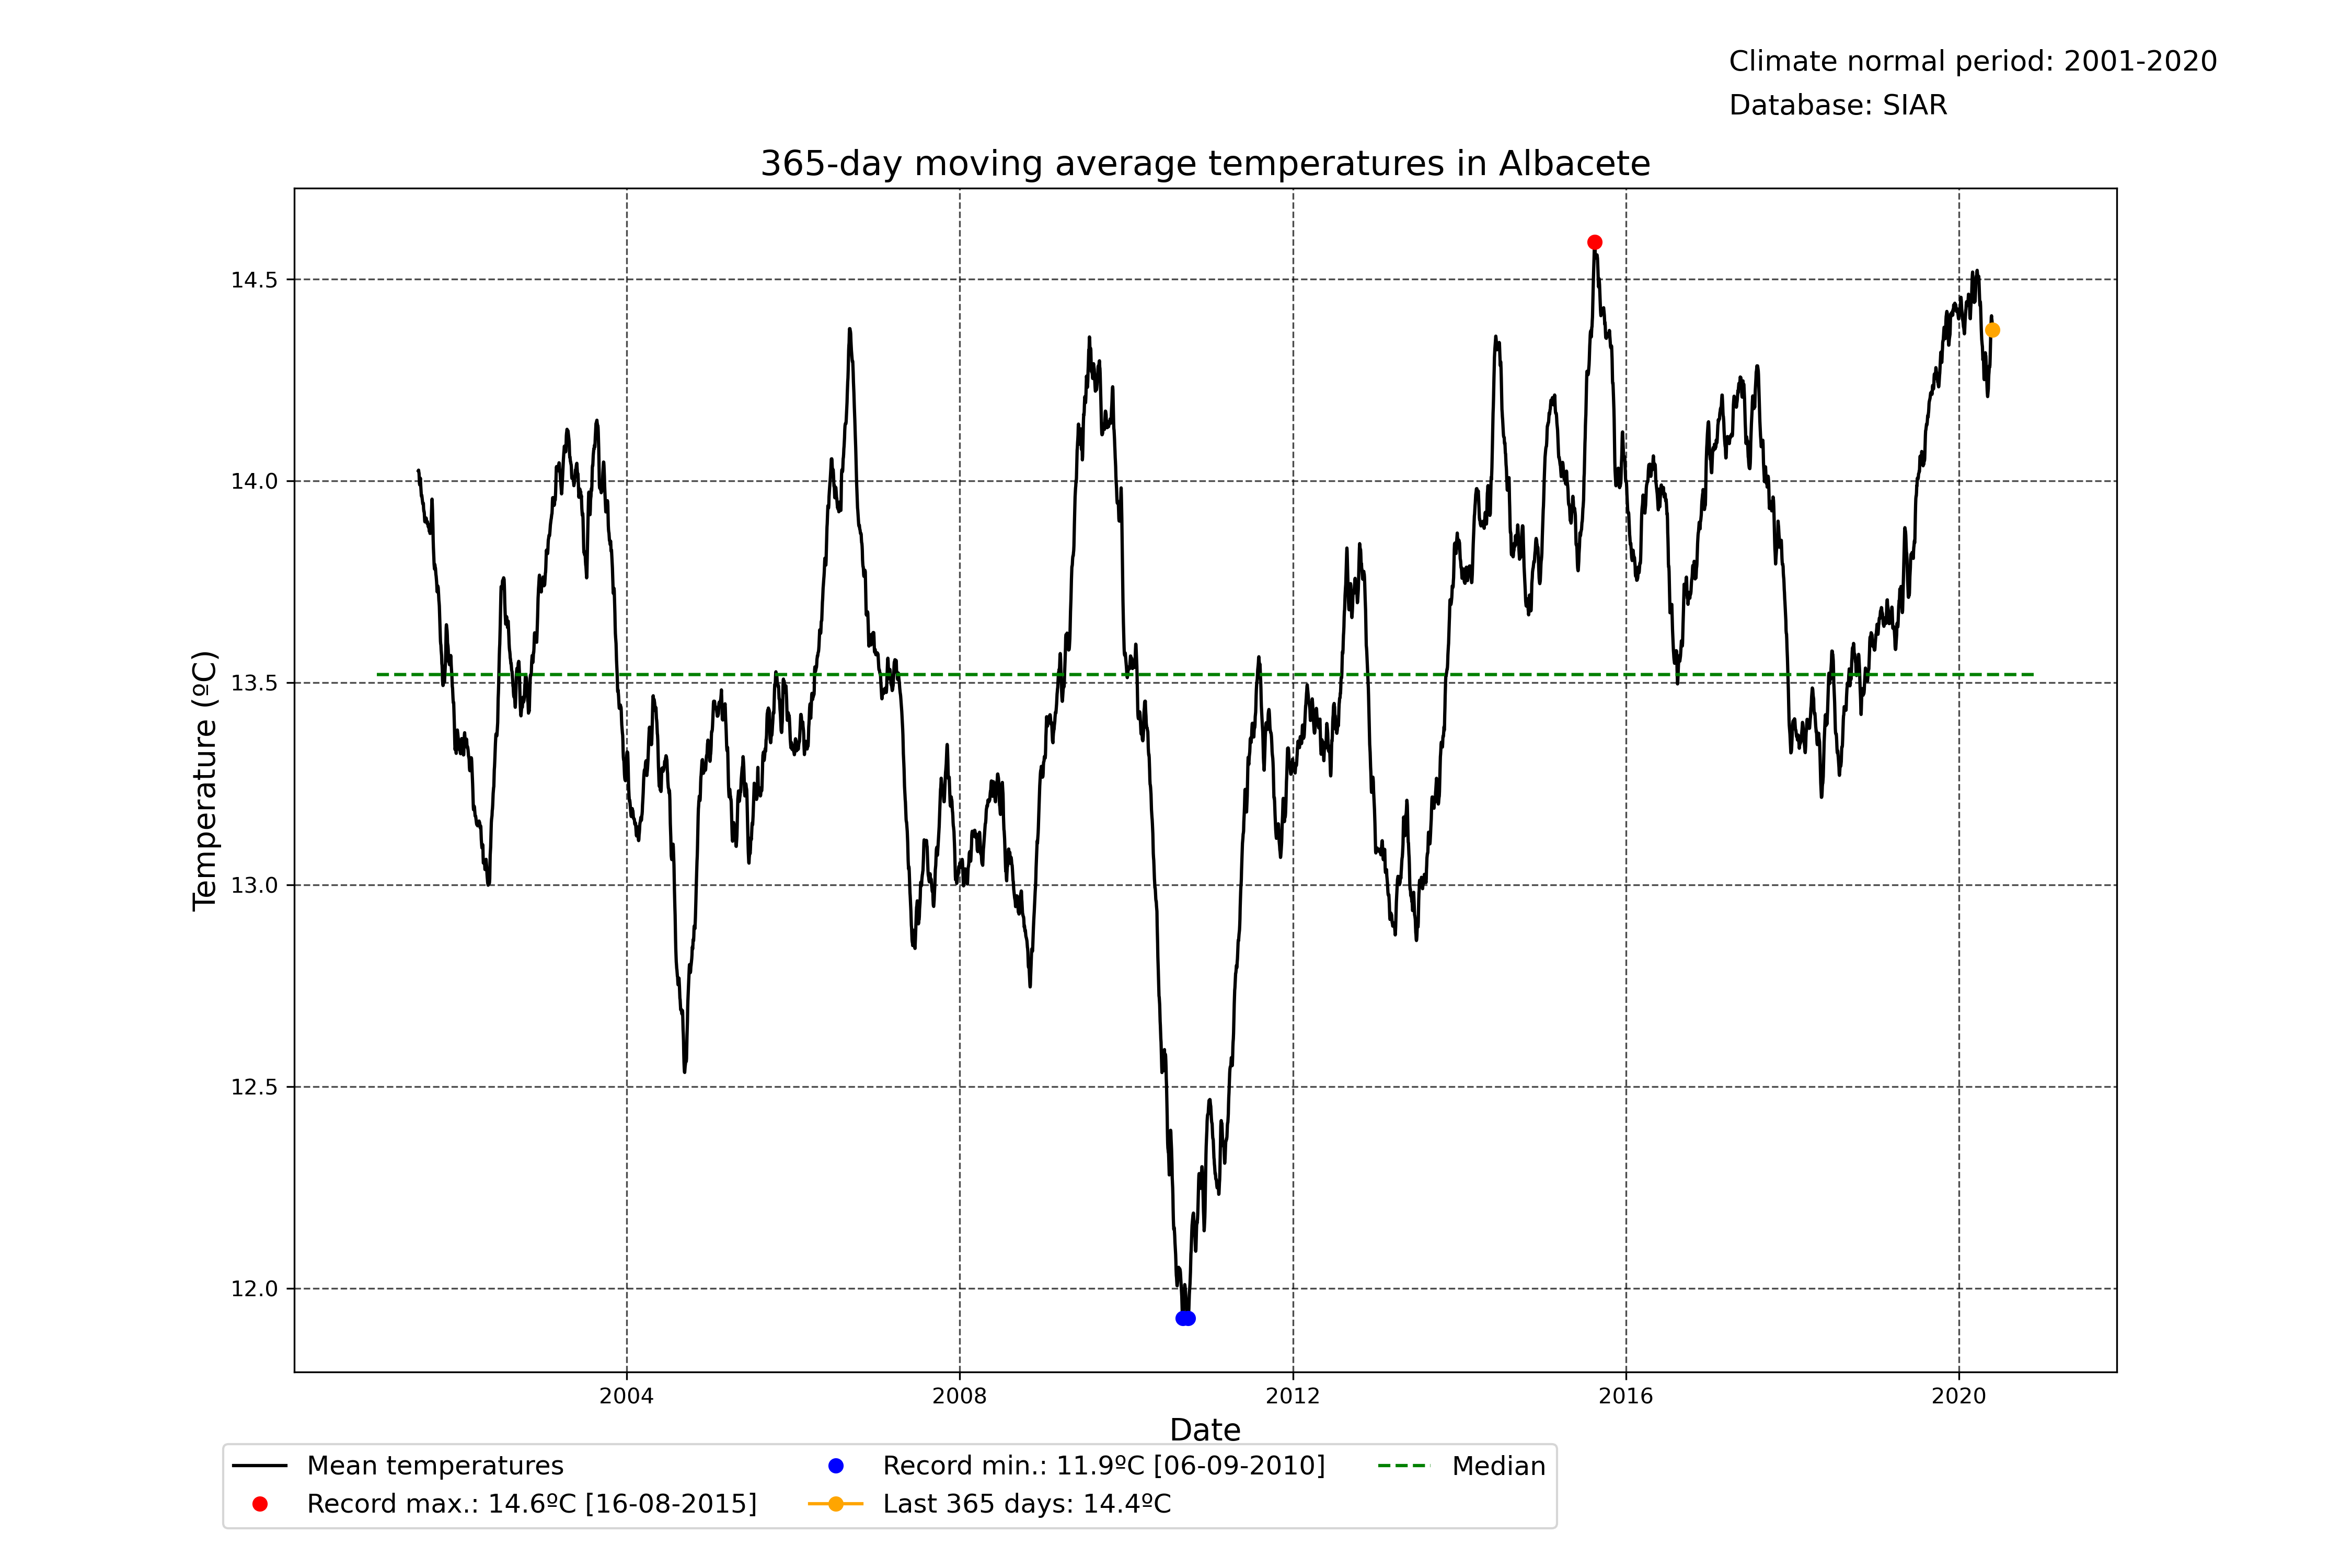 Climate normal period: 2001-2020
Database: SIAR
365-day moving average temperatures in Albacete
14.5
14.0
13.5
13.0
12.5
12.0
Temperature (ºC)
2004 2008 2012 2016 2020
Date
Mean temperatures
Record max.: 14.6ºC [16-08-2015]
Record min.: 11.9ºC [06-09-2010]
Last 365 days: 14.4ºC
Median